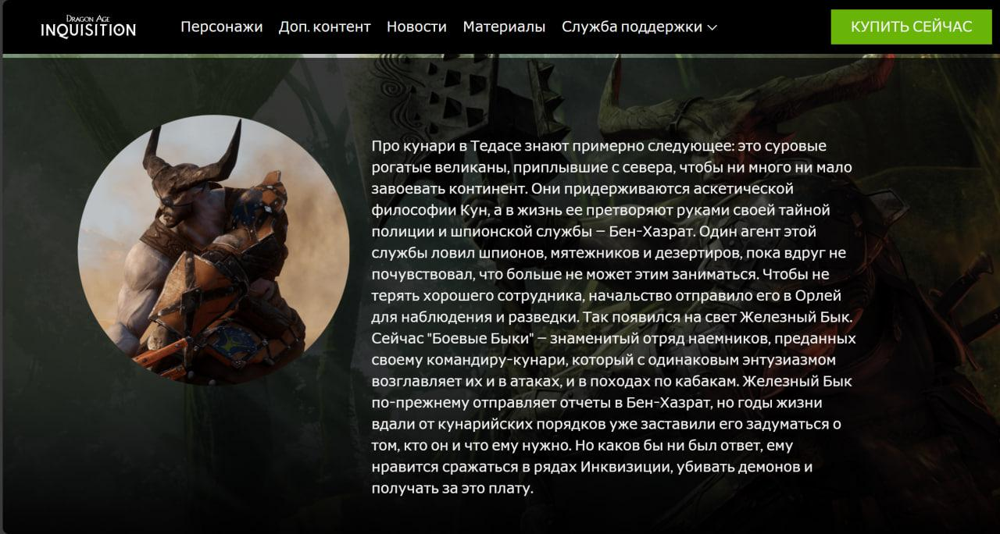 Dragon Age
INQUISITION
Персонажи Доп. контент Новости Материалы Служба поддержки
КУПИТЬ СЕЙЧАС
Про кунари в Тедасе знают примерно следующее: это суровые
рогатые великаны, приплывшие с севера, чтобы ни много ни мало
завоевать континент. Они придерживаются аскетической
философии Кун, а в жизнь ее претворяют руками своей тайной
полиции и шпионской службы – Бен-Хазрат. Один агент этой
службы ловил шпионов, мятежников и дезертиров, пока вдруг не
почувствовал, что больше не может этим заниматься. Чтобы не
терять хорошего сотрудника, начальство отправило его в Орлей
для наблюдения и разведки. Так появился на свет Железный Бык.
Сейчас "Боевые Быки" – знаменитый отряд наемников, преданных
своему командиру-кунари, который с одинаковым энтузиазмом
возглавляет их и в атаках, и в походах по кабакам. Железный Бык
по-прежнему отправляет отчеты в Бен-Хазрат, но годы жизни
вдали от кунарийских порядков уже заставили его задуматься о
том, кто он и что ему нужно. Но каков бы ни был ответ, ему
нравится сражаться в рядах Инквизиции, убивать демонов и
получать за это плату.